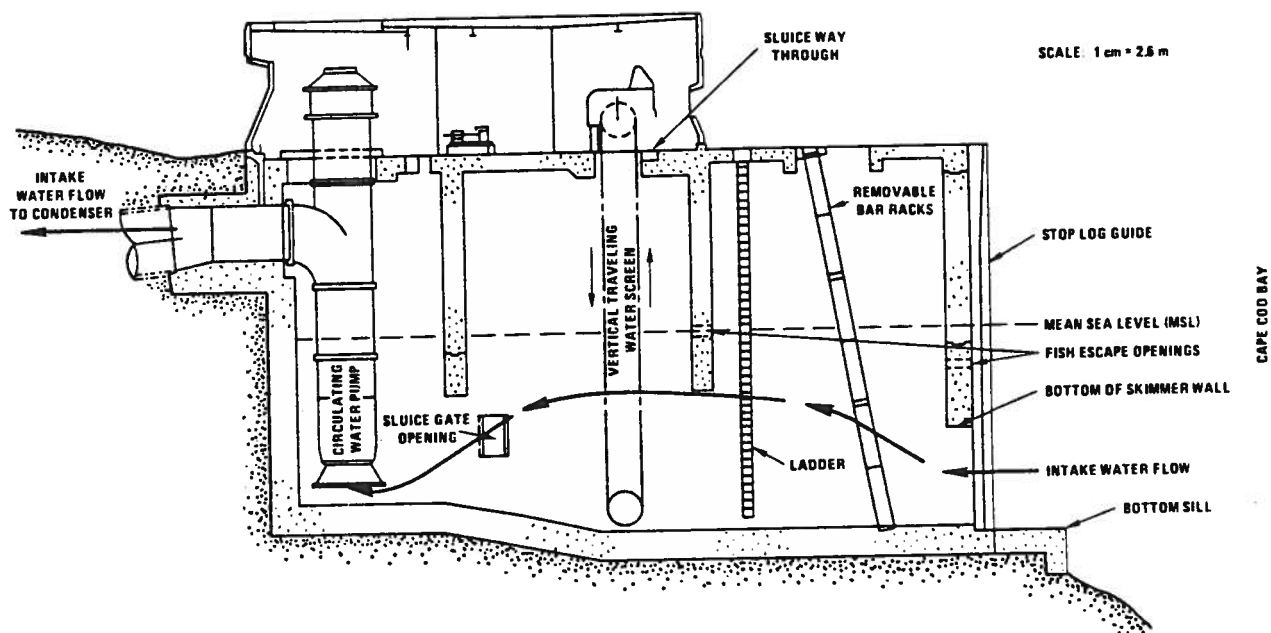 SLUICE WAY
THROUGH
SCALE: 1 cm = 2.6 m
INTAKE
WATER FLOW
TO CONDENSER
REMOVABLE
BAR RACKS
STOP LOG GUIDE
VERTICAL TRAVELING
WATER SCREEN
CAPE COD BAY
MEAN SEA LEVEL (MSL)
FISH ESCAPE OPENINGS
BOTTOM OF SKIMMER WALL
CIRCULATING
WATER PUMP
SLUICE GATE
OPENING
LADDER
INTAKE WATER FLOW
BOTTOM SILL